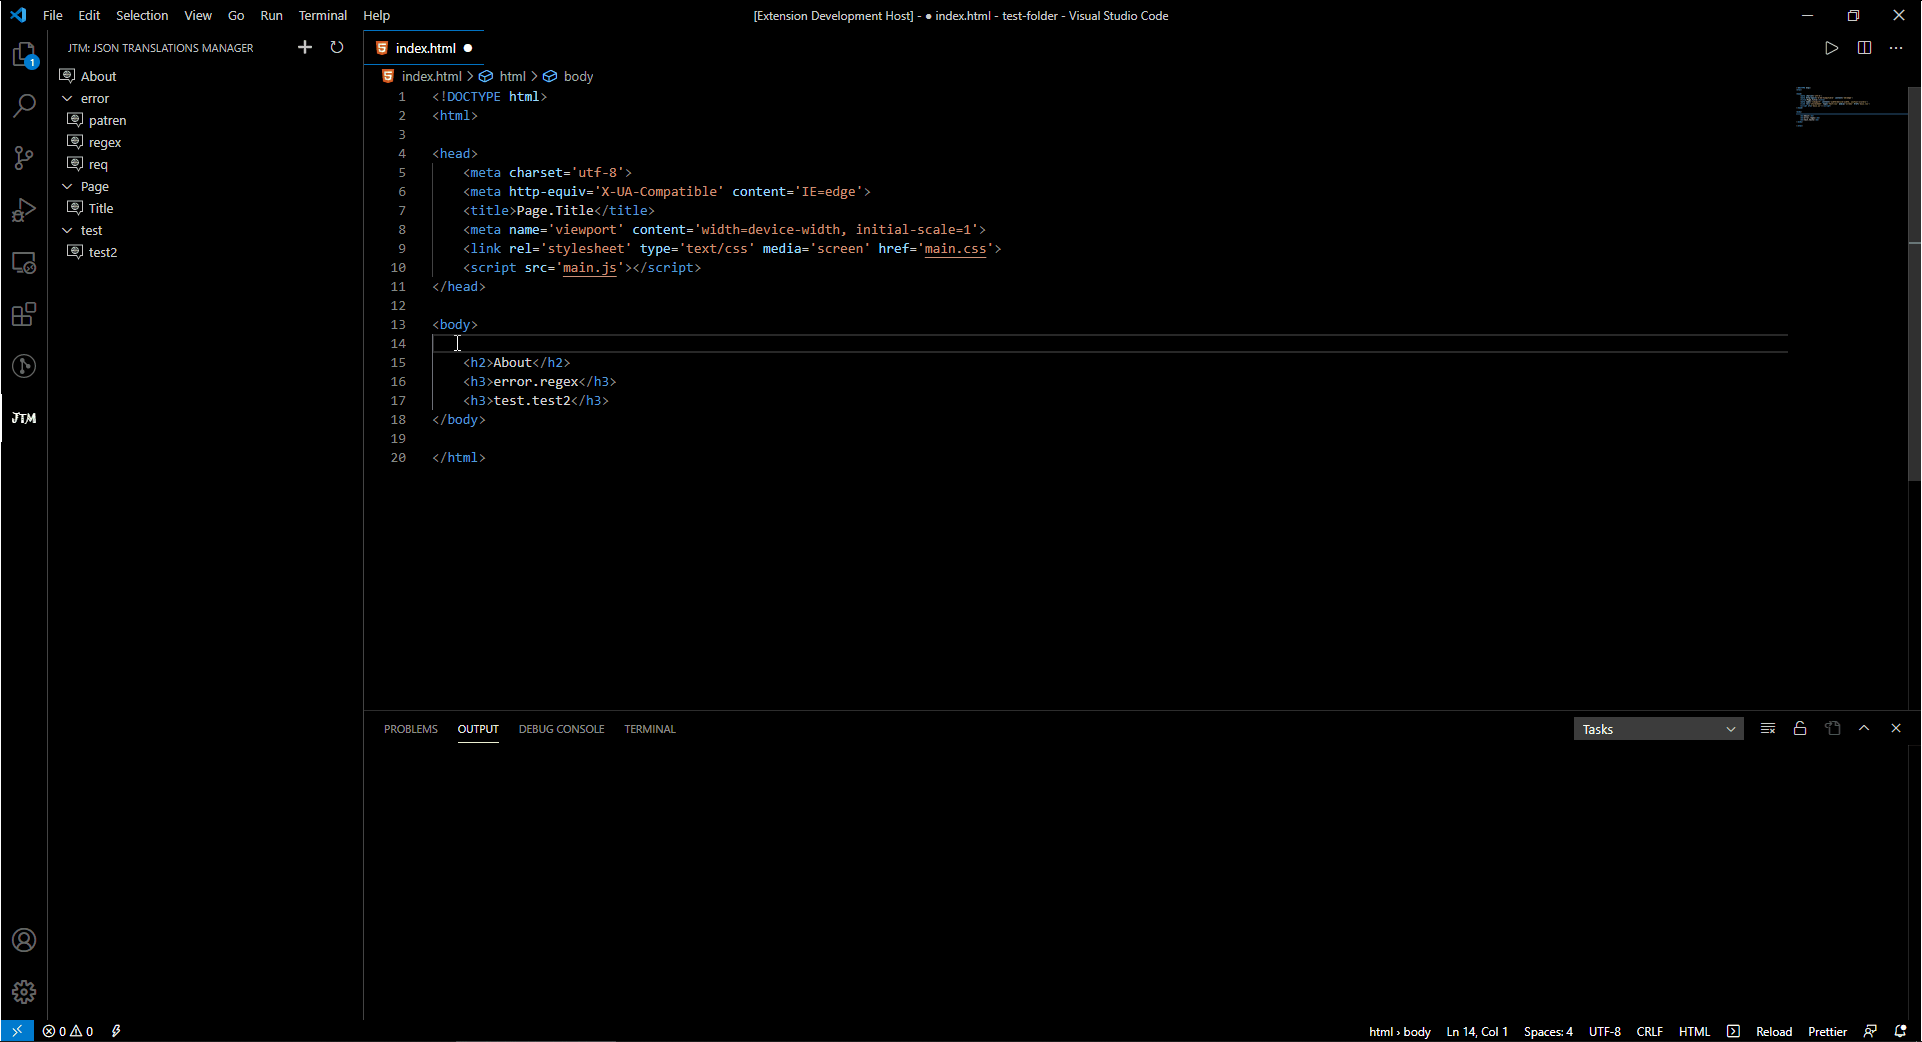 File Edit Selection View Go Run Terminal Help
[Extension Development Host] - ● index.html - test-folder - Visual Studio Code
1
JTM: JSON TRANSLATIONS MANAGER
About
error
patren
regex
req
Page
Title
test
test2
JTM
index.html ●
index.html > html > body
1 <!DOCTYPE html>
2 <html>
3
4 <head>
5 <meta charset='utf-8'>
6 <meta http-equiv='X-UA-Compatible' content='IE=edge'>
7 <title>Page.Title</title>
8 <meta name='viewport' content='width=device-width, initial-scale=1'>
9 <link rel='stylesheet' type='text/css' media='screen' href='main.css'>
10 <script src='main.js'></script>
11 </head>
12
13 <body>
14
15 <h2>About</h2>
16 <h3>error.regex</h3>
17 <h3>test.test2</h3>
18 </body>
19
20 </html>
PROBLEMS OUTPUT DEBUG CONSOLE TERMINAL
Tasks
0 0
html › body Ln 14, Col 1 Spaces: 4 UTF-8 CRLF HTML Reload Prettier